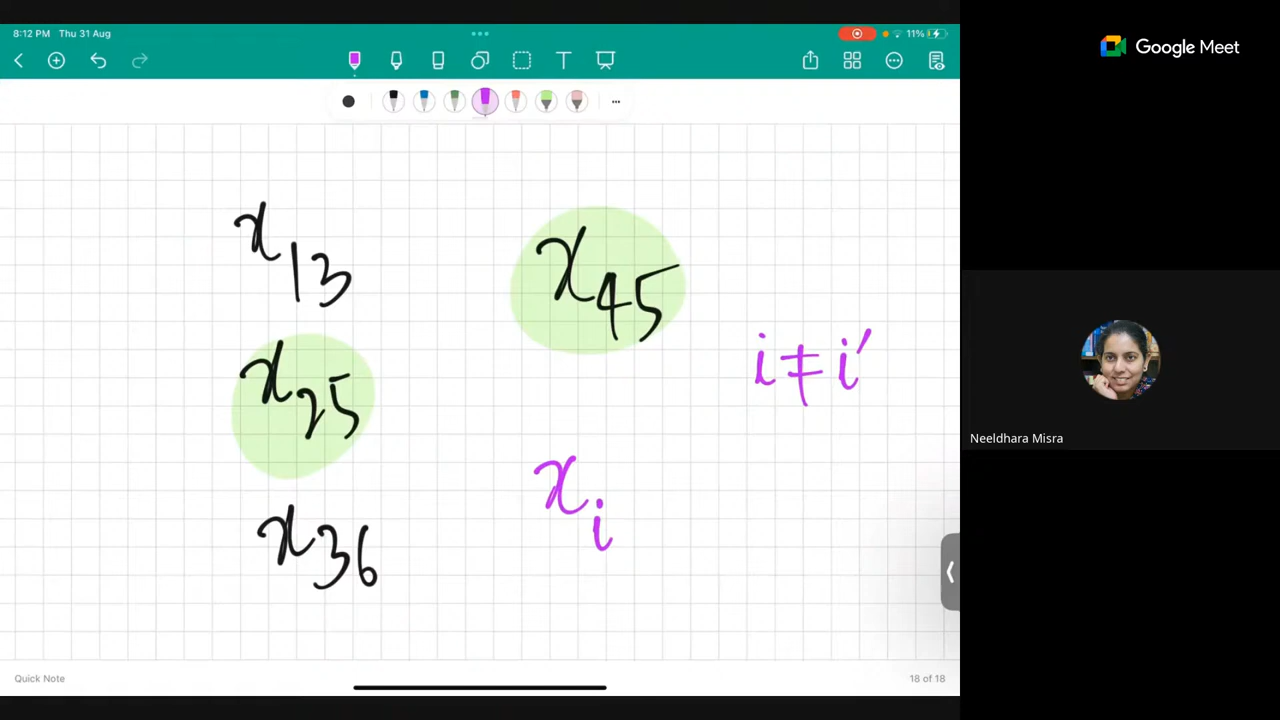 8:12 PM Thu 31 Aug
11%
T
Google Meet
x₁₃
x₄₅
i ≠ i′
x₂₅
Neeldhara Misra
xᵢ
x₃₆
Quick Note
18 of 18